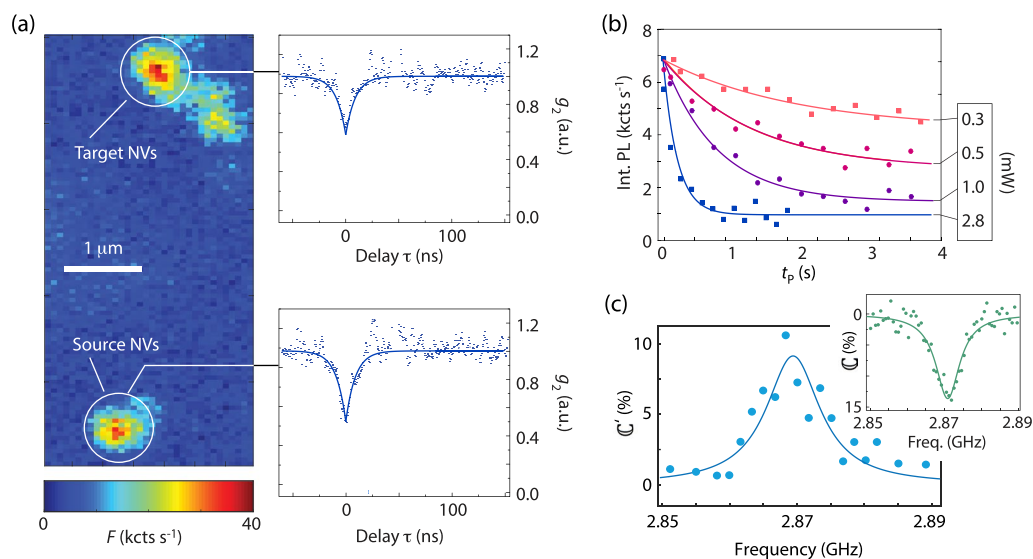 (a)
Target NVs
1 μm
Source NVs
0
20
40
F (kcts s⁻¹)
1.2
0.8
0.4
0.0
g₂ (a.u.)
0
100
Delay τ (ns)
1.2
0.8
0.4
0.0
g₂ (a.u.)
0
100
Delay τ (ns)
(b)
8
6
4
2
0
Int. PL (kcts s⁻¹)
0
1
2
3
4
tₚ (s)
0.3
0.5
1.0
2.8
(mW)
(c)
10
5
0
ℂ′ (%)
2.85
2.87
2.89
Frequency (GHz)
0
15
ℂ (%)
2.85
2.87
2.89
Freq. (GHz)